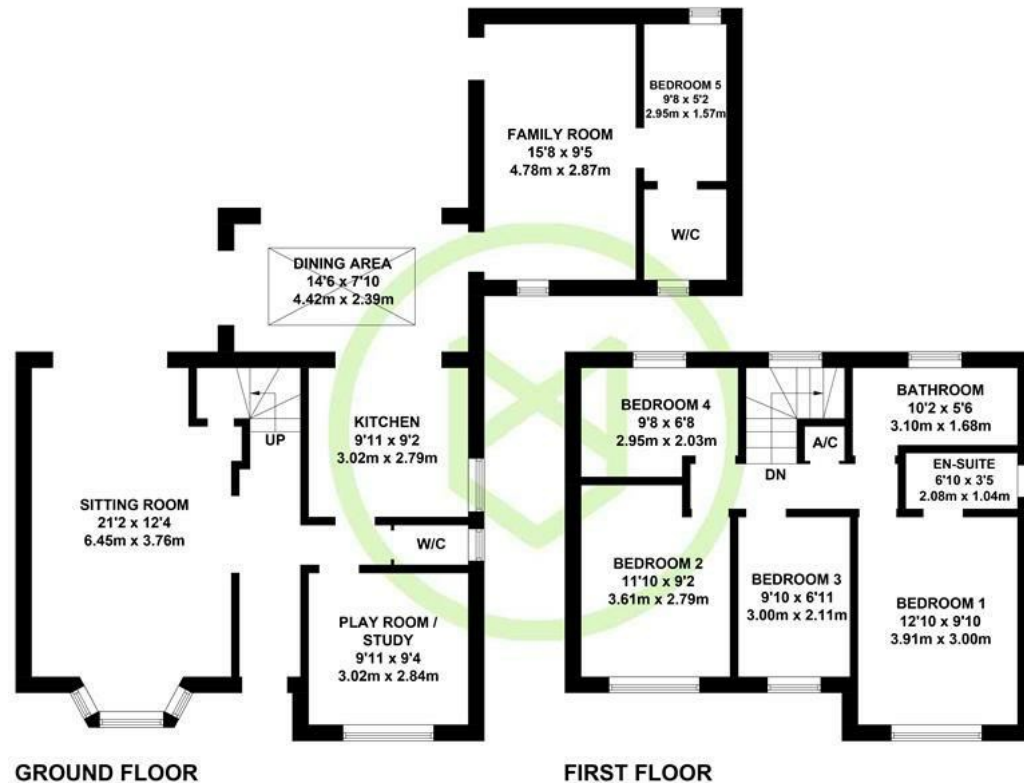 BEDROOM 5
9'8 x 5'2
2.95m x 1.57m
FAMILY ROOM
15'8 x 9'5
4.78m x 2.87m
W/C
DINING AREA
14'6 x 7'10
4.42m x 2.39m
KITCHEN
9'11 x 9'2
3.02m x 2.79m
UP
SITTING ROOM
21'2 x 12'4
6.45m x 3.76m
W/C
PLAY ROOM /
STUDY
9'11 x 9'4
3.02m x 2.84m
GROUND FLOOR
BEDROOM 4
9'8 x 6'8
2.95m x 2.03m
BATHROOM
10'2 x 5'6
3.10m x 1.68m
A/C
DN
EN-SUITE
6'10 x 3'5
2.08m x 1.04m
BEDROOM 2
11'10 x 9'2
3.61m x 2.79m
BEDROOM 3
9'10 x 6'11
3.00m x 2.11m
BEDROOM 1
12'10 x 9'10
3.91m x 3.00m
FIRST FLOOR